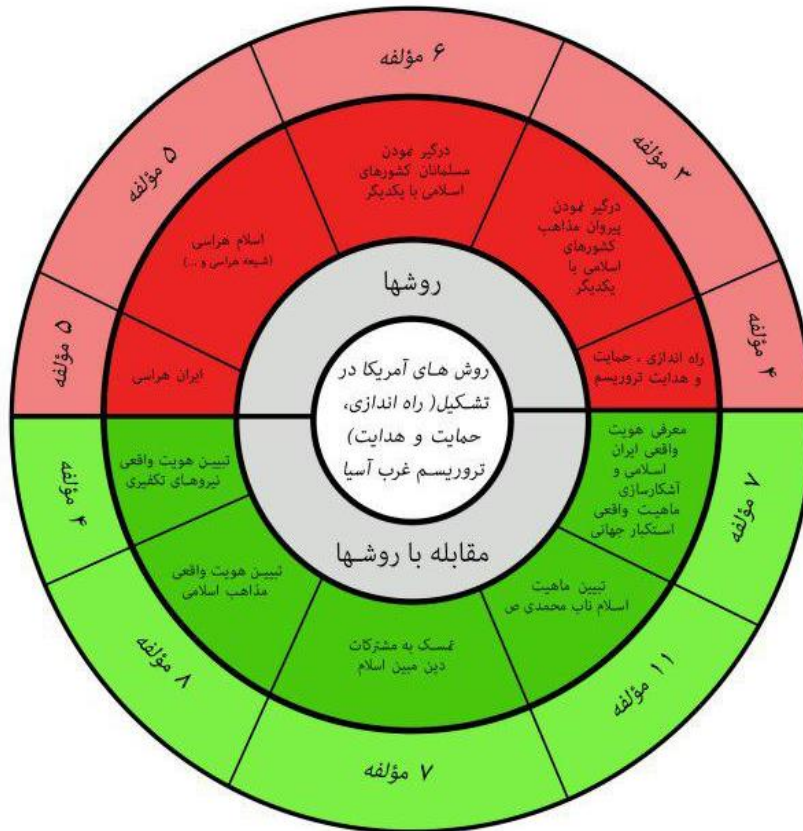 ۶ مؤلفه
۳ مؤلفه
۴ مؤلفه
۵ مؤلفه
۵ مؤلفه
درگیر نمودن
مسلمانان کشورهای
اسلامی با یکدیگر
درگیر نمودن
پیروان مذاهب
کشورهای
اسلامی با
یکدیگر
راه اندازی ، حمایت
و هدایت تروریسم
اسلام هراسی
(شیعه هراسی و ...)
ایران هراسی
روشها
روش های آمریکا در
تشکیل( راه اندازی،
حمایت و هدایت)
تروریسم غرب آسیا
مقابله با روشها
معرفی هویت
واقعی ایران
اسلامی و
آشکارسازی
ماهیت واقعی
استکبار جهانی
تبیین ماهیت
اسلام ناب محمدی ص
تمسک به مشترکات
دین مبین اسلام
تبیین هویت واقعی
مذاهب اسلامی
تبیین هویت واقعی
نیروهای تکفیری
۷ مؤلفه
۱۱ مؤلفه
۷ مؤلفه
۸ مؤلفه
۴ مؤلفه